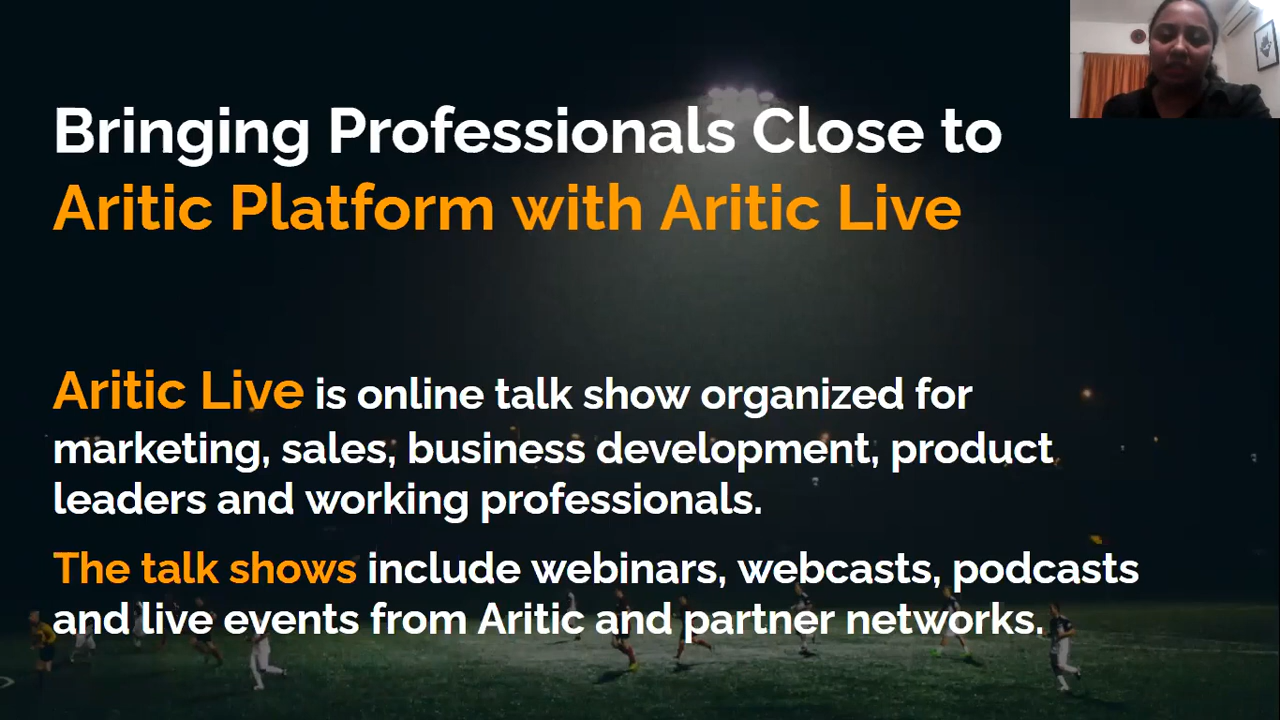 Bringing Professionals Close to
Aritic Platform with Aritic Live
Aritic Live is online talk show organized for
marketing, sales, business development, product
leaders and working professionals.
The talk shows include webinars, webcasts, podcasts
and live events from Aritic and partner networks.